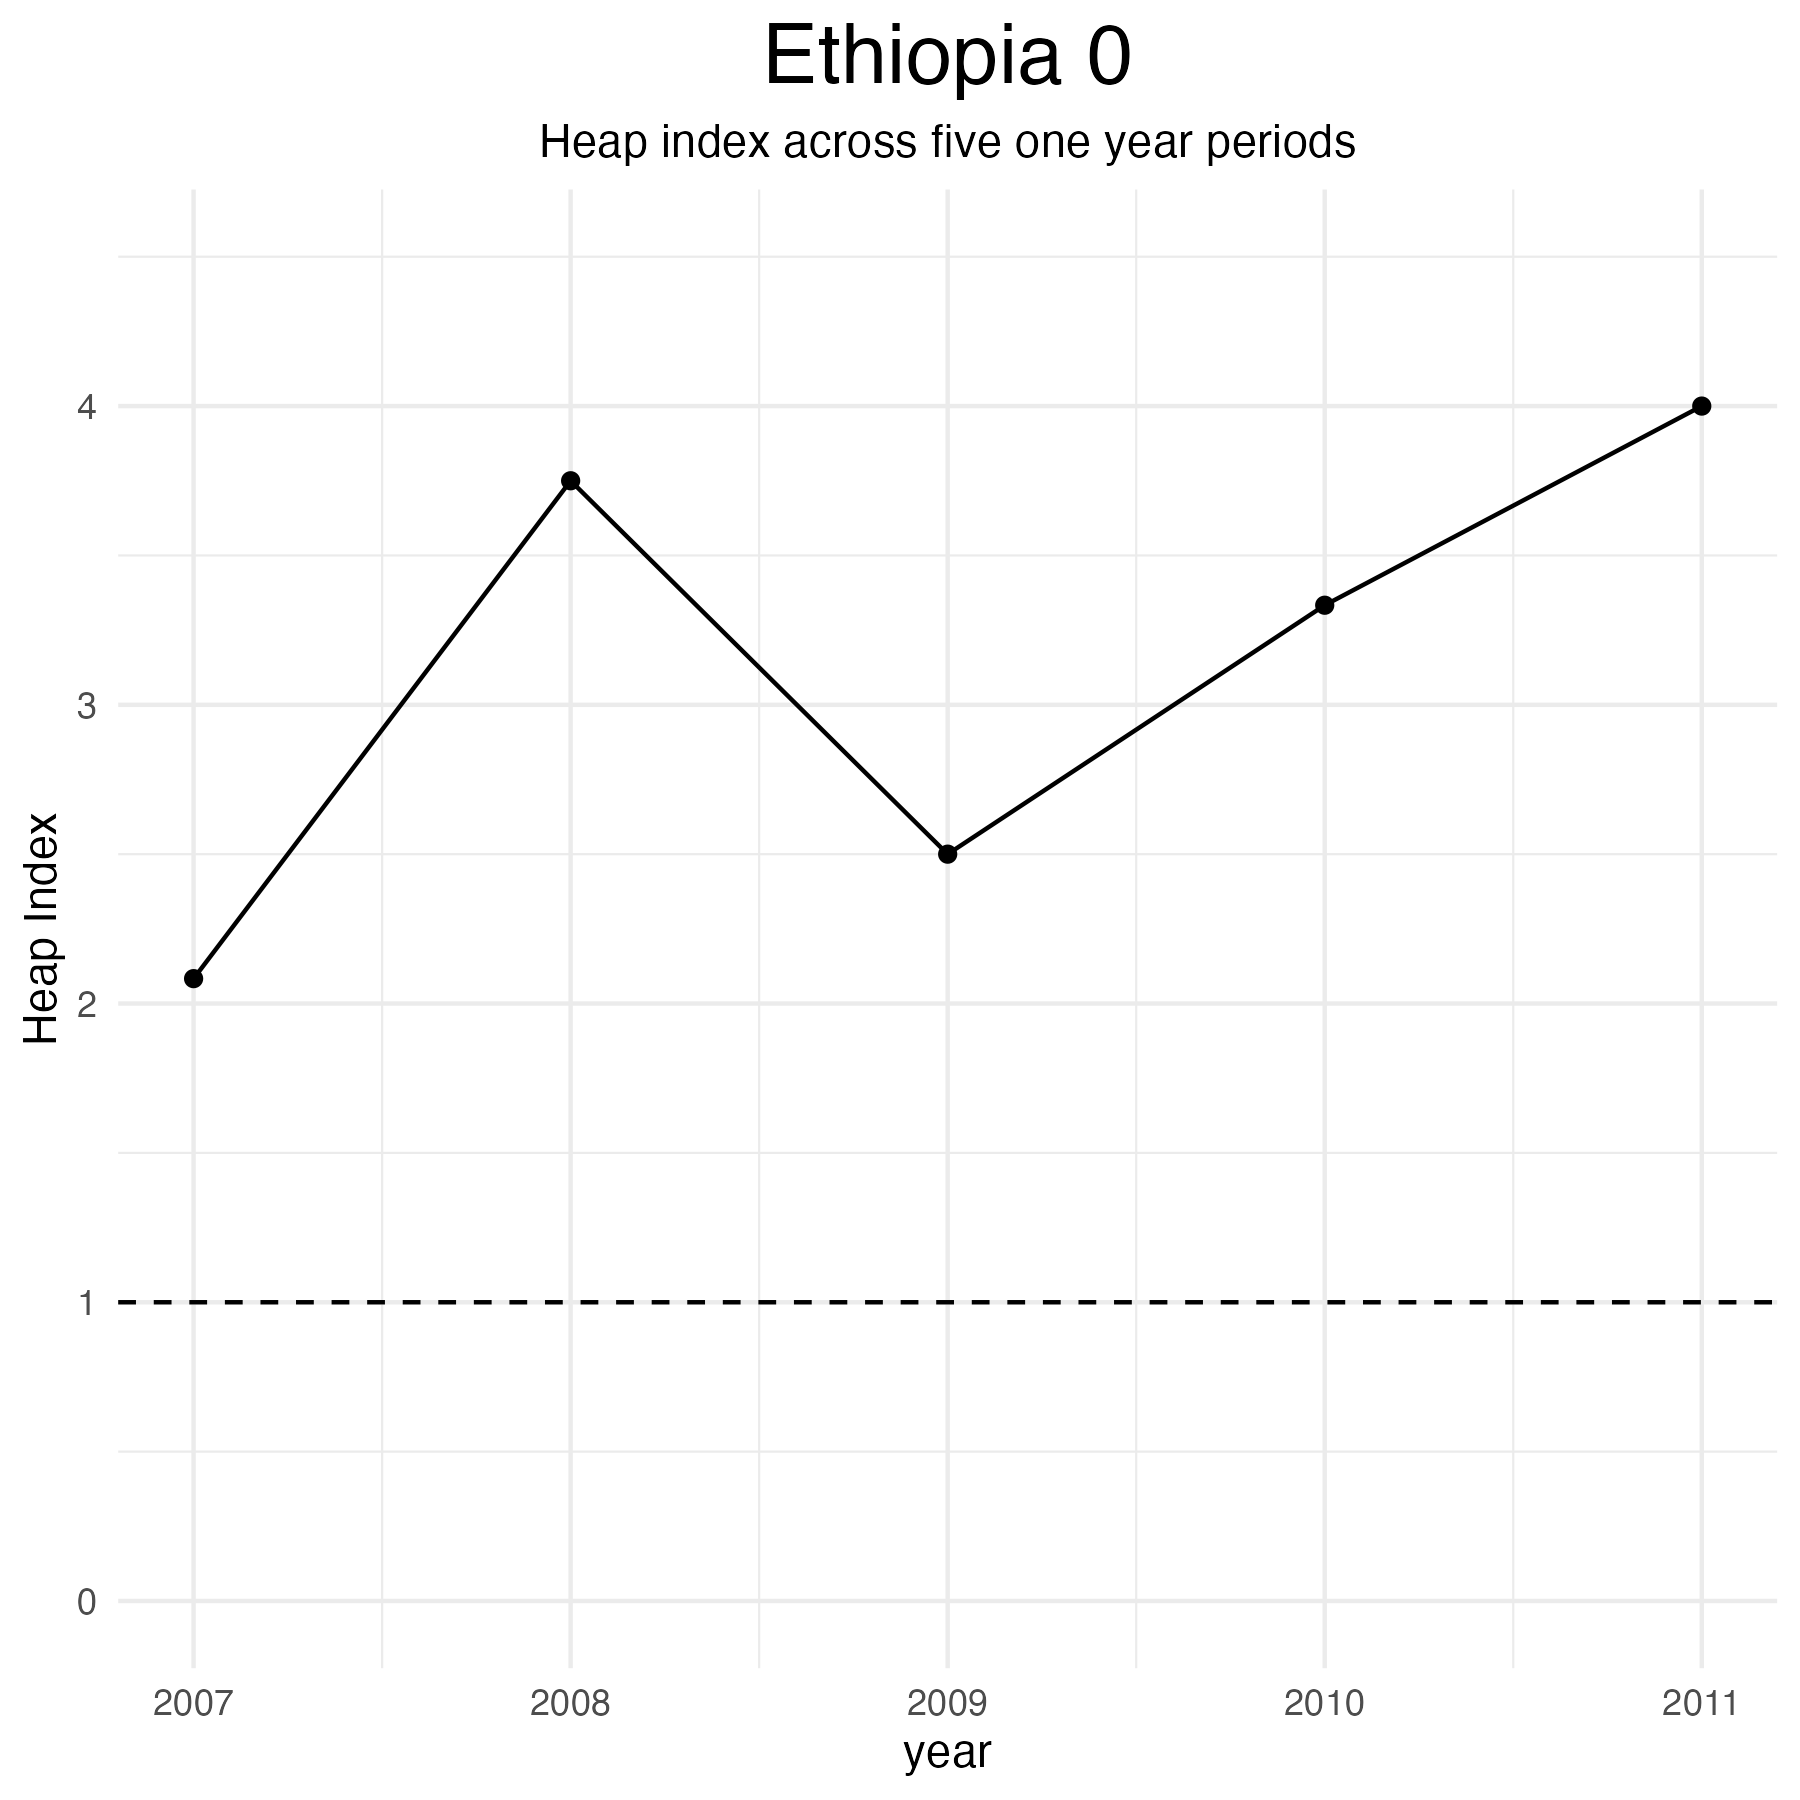 Ethiopia 0
Heap index across five one year periods
Heap Index
4
3
2
1
0
2007 2008 2009 2010 2011
year